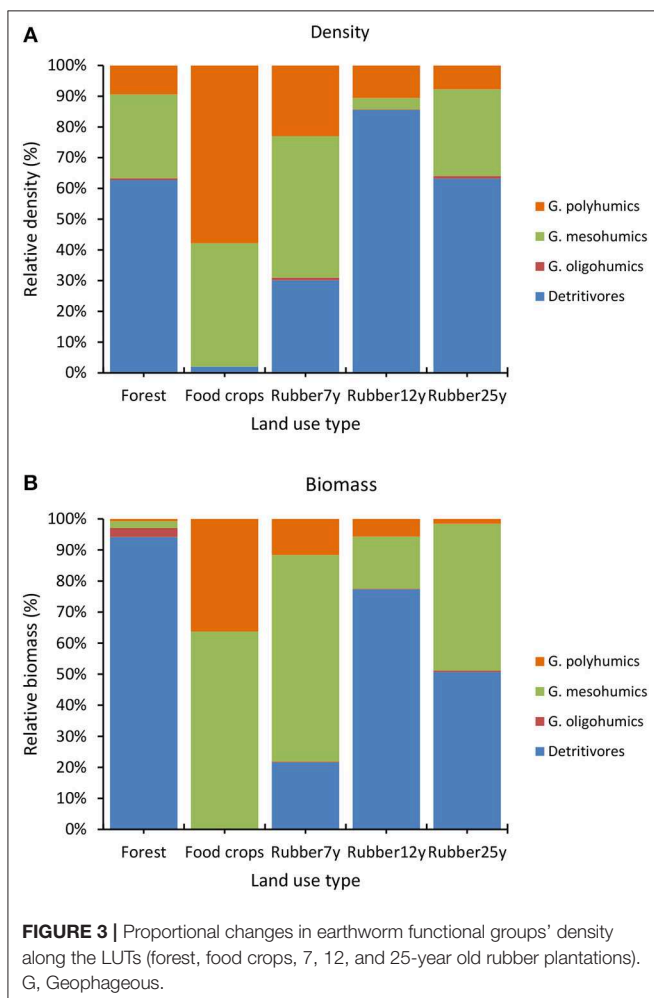 A
Density
100%
90%
80%
70%
60%
50%
40%
30%
20%
10%
0%
Relative density (%)
Forest Food crops Rubber7y Rubber12y Rubber25y
Land use type
G. polyhumics
G. mesohumics
G. oligohumics
Detritivores
B
Biomass
100%
90%
80%
70%
60%
50%
40%
30%
20%
10%
0%
Relative biomass (%)
Forest Food crops Rubber7y Rubber12y Rubber25y
Land use type
G. polyhumics
G. mesohumics
G. oligohumics
Detritivores
FIGURE 3 | Proportional changes in earthworm functional groups' density
along the LUTs (forest, food crops, 7, 12, and 25-year old rubber plantations).
G, Geophageous.